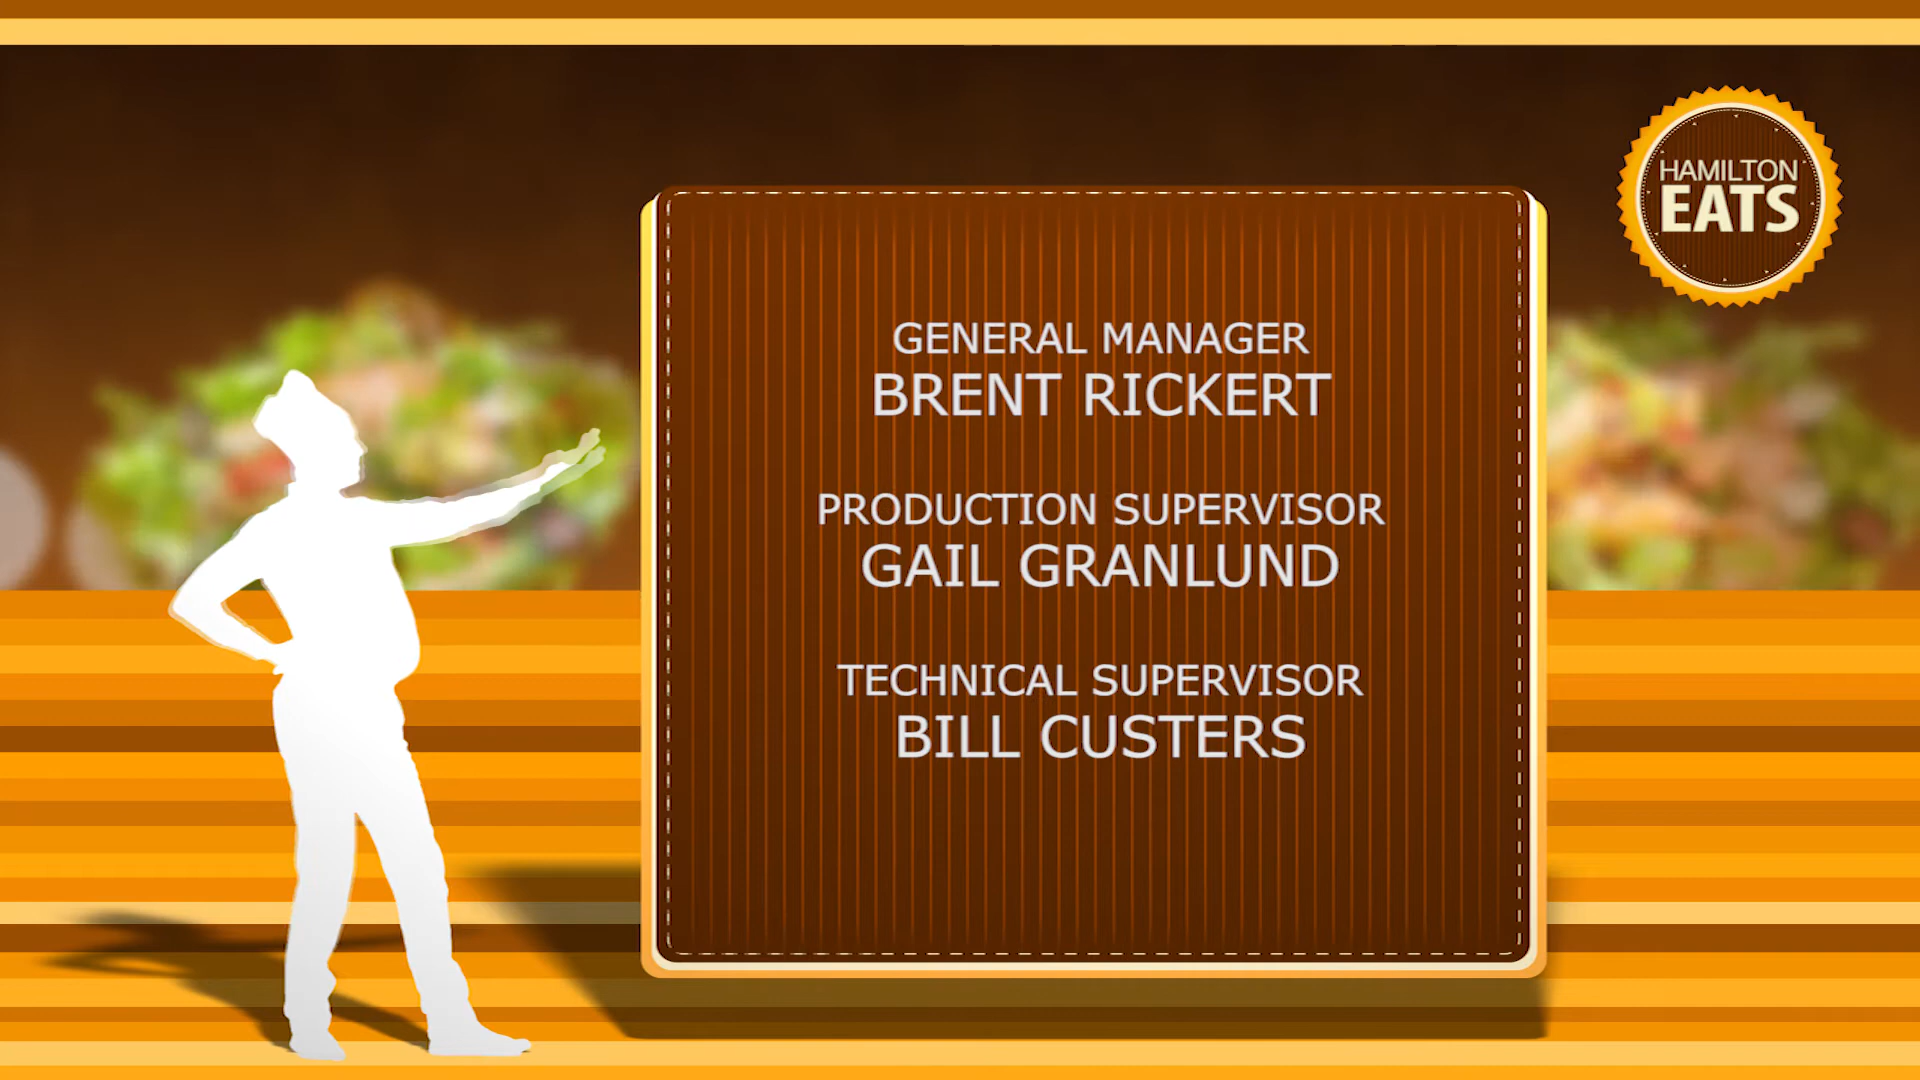 HAMILTON
EATS
GENERAL MANAGER
BRENT RICKERT
PRODUCTION SUPERVISOR
GAIL GRANLUND
TECHNICAL SUPERVISOR
BILL CUSTERS